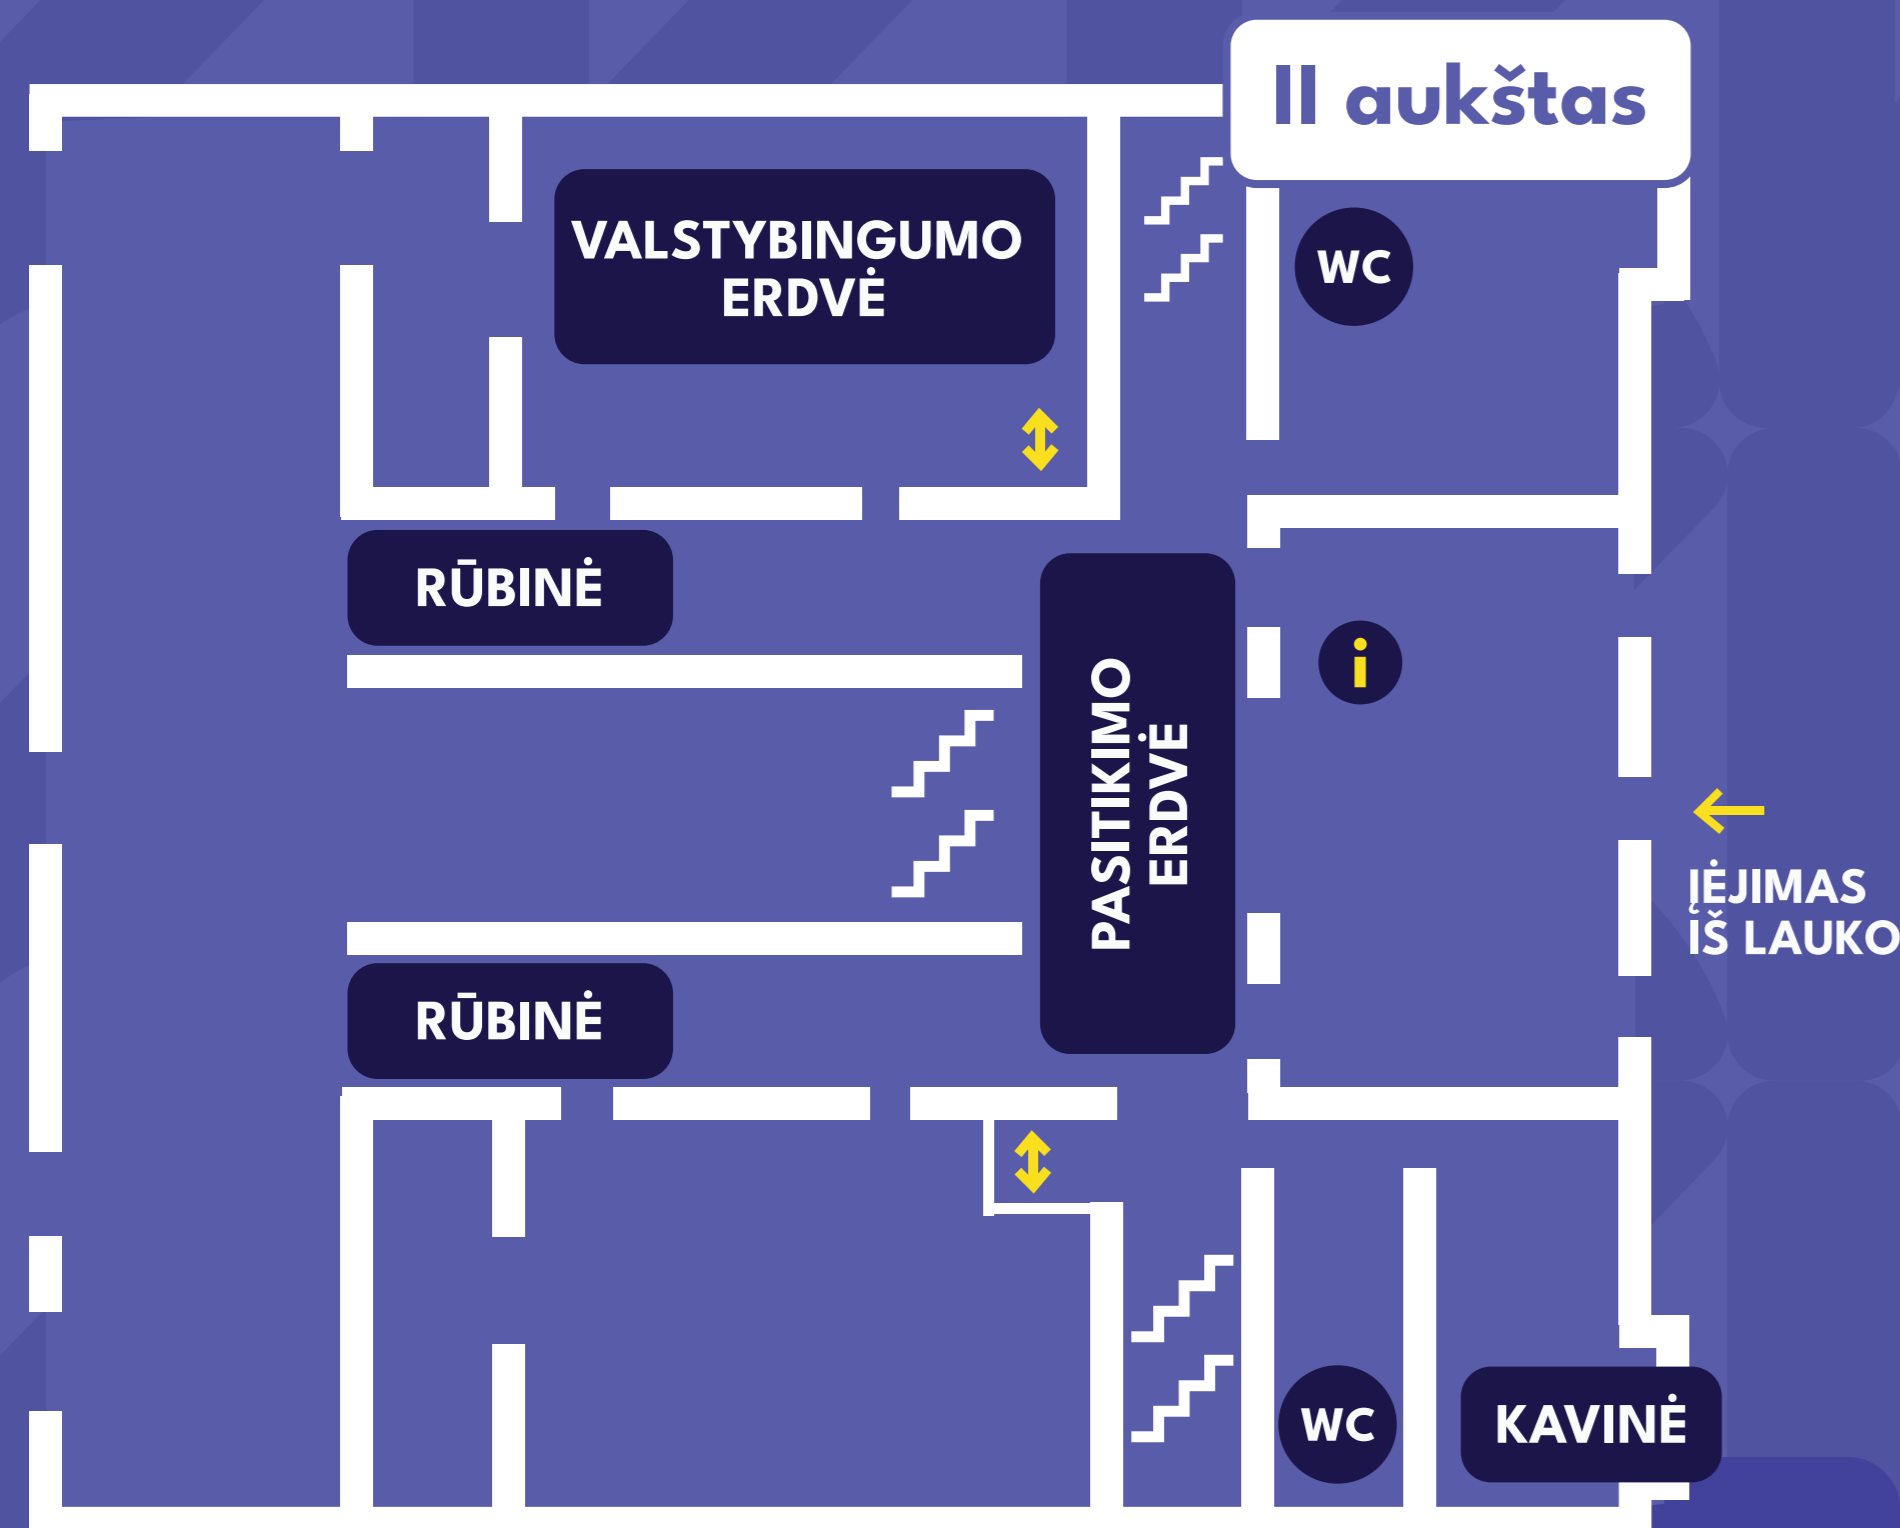 II aukštas
VALSTYBINGUMO
ERDVĖ
WC
RŪBINĖ
PASITIKIMO
ERDVĖ
i
ĮĖJIMAS
IŠ LAUKO
RŪBINĖ
WC
KAVINĖ